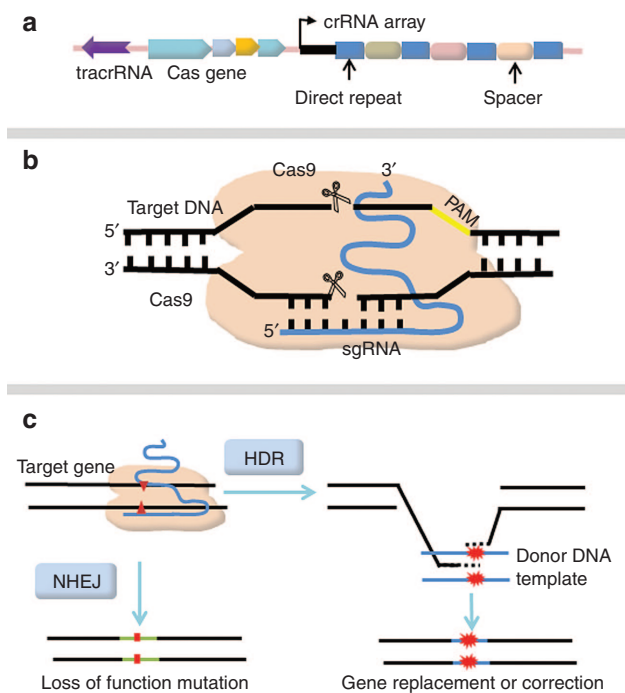 a
crRNA array
tracrRNA
Cas gene
Direct repeat
Spacer
b
Cas9
3′
Target DNA
PAM
5′
3′
Cas9
5′
sgRNA
c
Target gene
HDR
NHEJ
Donor DNA
template
Loss of function mutation
Gene replacement or correction